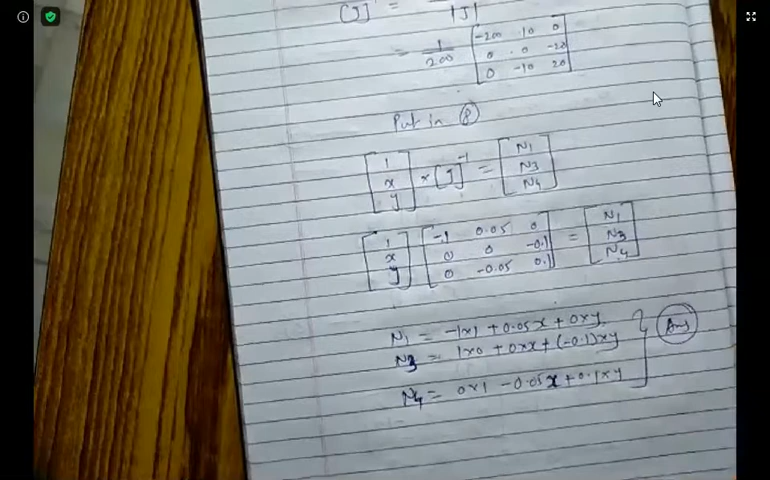 [J]⁻¹ = |J|
= 1/200 [-200 10 0
0 0 -20
0 -10 20]
Put in ⑧
[1 x y] × [J]⁻¹ = [N₁ N₃ N₄]
[1 x y] [-1 0.05 0
0 0 -0.1
0 -0.05 0.1] = [N₁ N₃ N₄]
N₁ = -1×1 + 0.05x + 0×y
N₃ = 1×0 + 0×x + (-0.1)×y
N₄ = 0×1 - 0.05x + 0.1×y
Ans